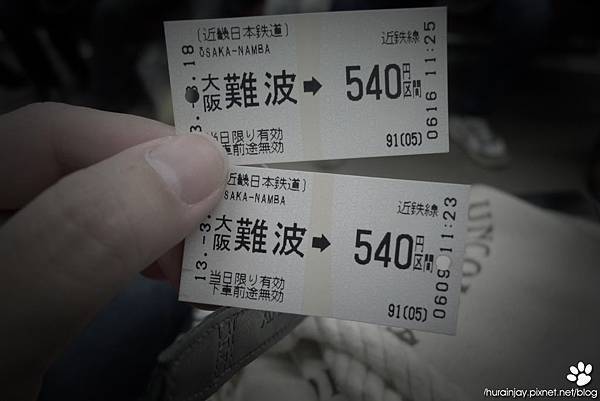 (近畿日本鉄道)
OSAKA-NAMBA
大阪難波➡540円区間
近鉄線
当日限り有効
下車前途無効
91(05)
0616 11:25
.18
近畿日本鉄道)
SAKA-NAMBA
大阪難波➡540円区間
近鉄線
当日限り有効
下車前途無効
91(05)
0609 11:23
13.-3.
UNCO
/hurainjay.pixnet.net/blog